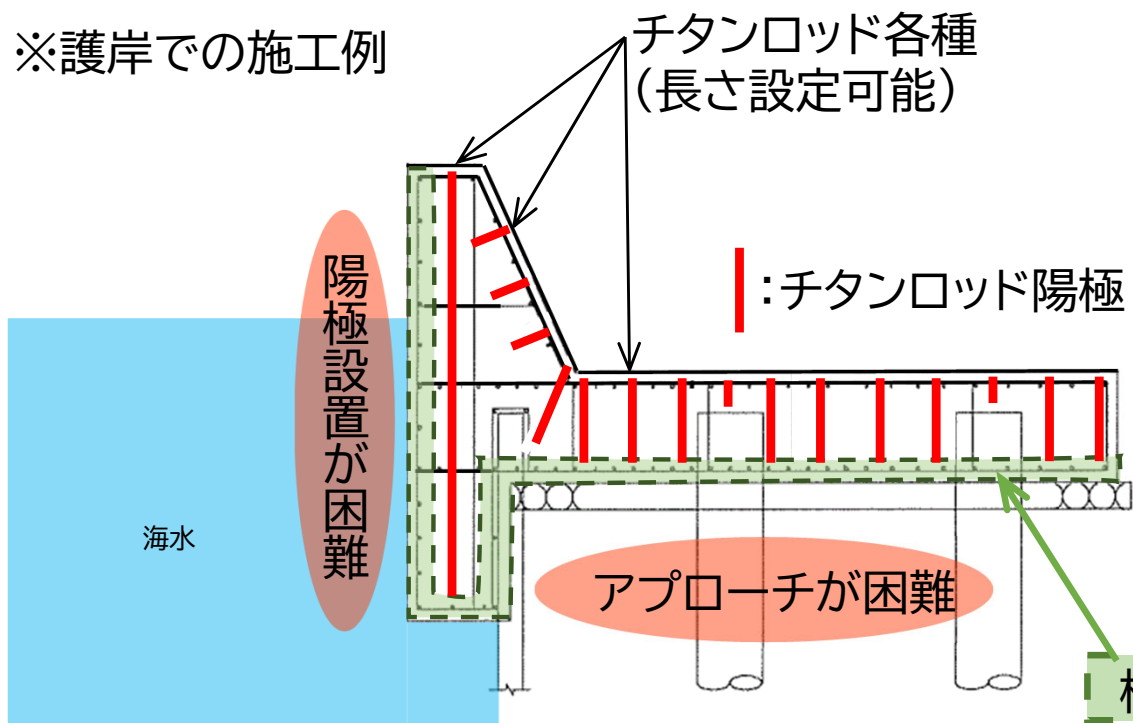 ※護岸での施工例
チタンロッド各種
（長さ設定可能）
：チタンロッド陽極
陽極設置が困難
海水
アプローチが困難